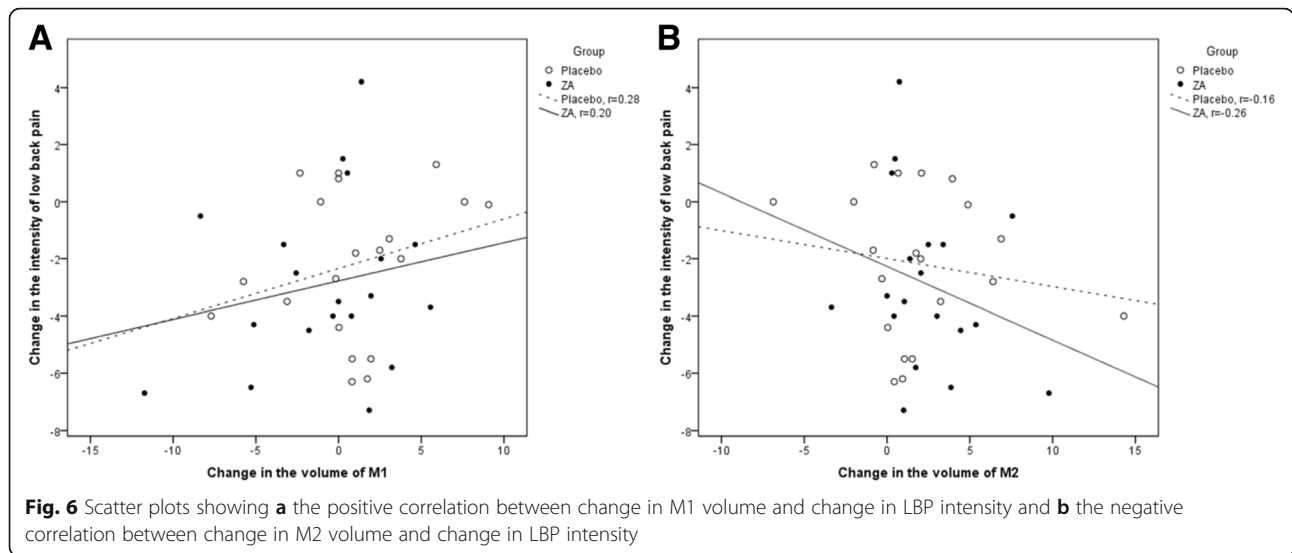 A
Group
Placebo
ZA
Placebo, r=0.28
ZA, r=0.20
Change in the intensity of low back pain
4
2
0
-2
-4
-6
-8
-15
-10
-5
0
5
10
Change in the volume of M1
B
Group
Placebo
ZA
Placebo, r=-0.16
ZA, r=-0.26
Change in the intensity of low back pain
4
2
0
-2
-4
-6
-8
-10
-5
0
5
10
15
Change in the volume of M2
Fig. 6 Scatter plots showing a the positive correlation between change in M1 volume and change in LBP intensity and b the negative
correlation between change in M2 volume and change in LBP intensity